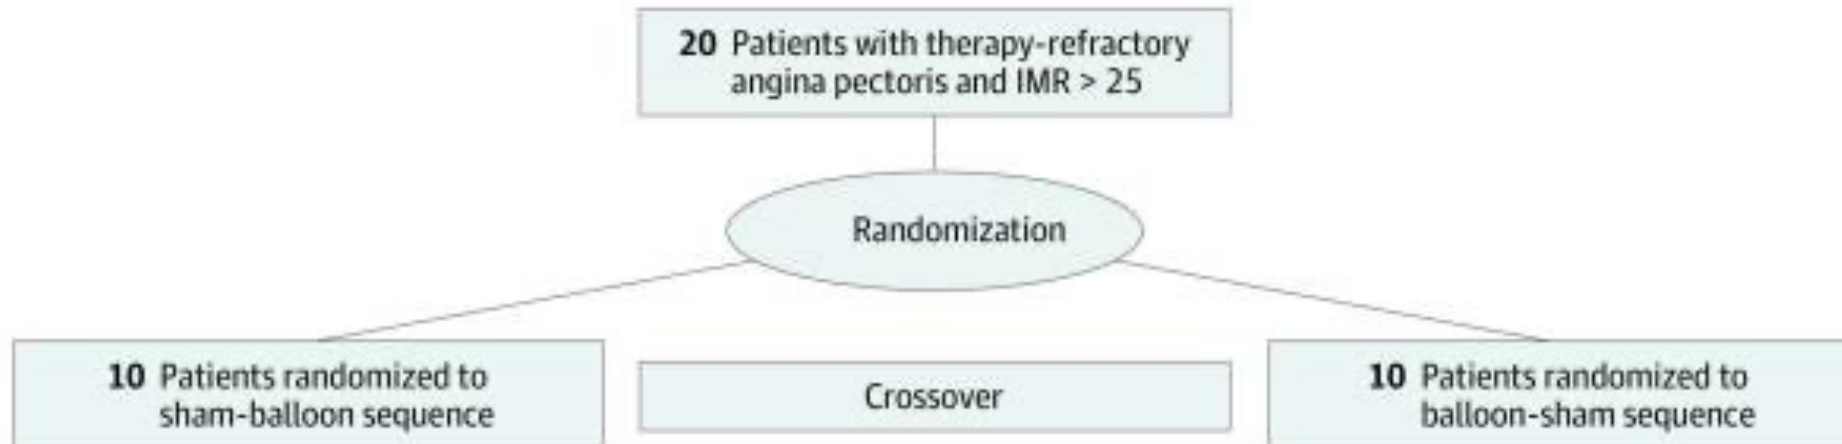 20 Patients with therapy-refractory
angina pectoris and IMR > 25
Randomization
10 Patients randomized to
sham-balloon sequence
Crossover
10 Patients randomized to
balloon-sham sequence